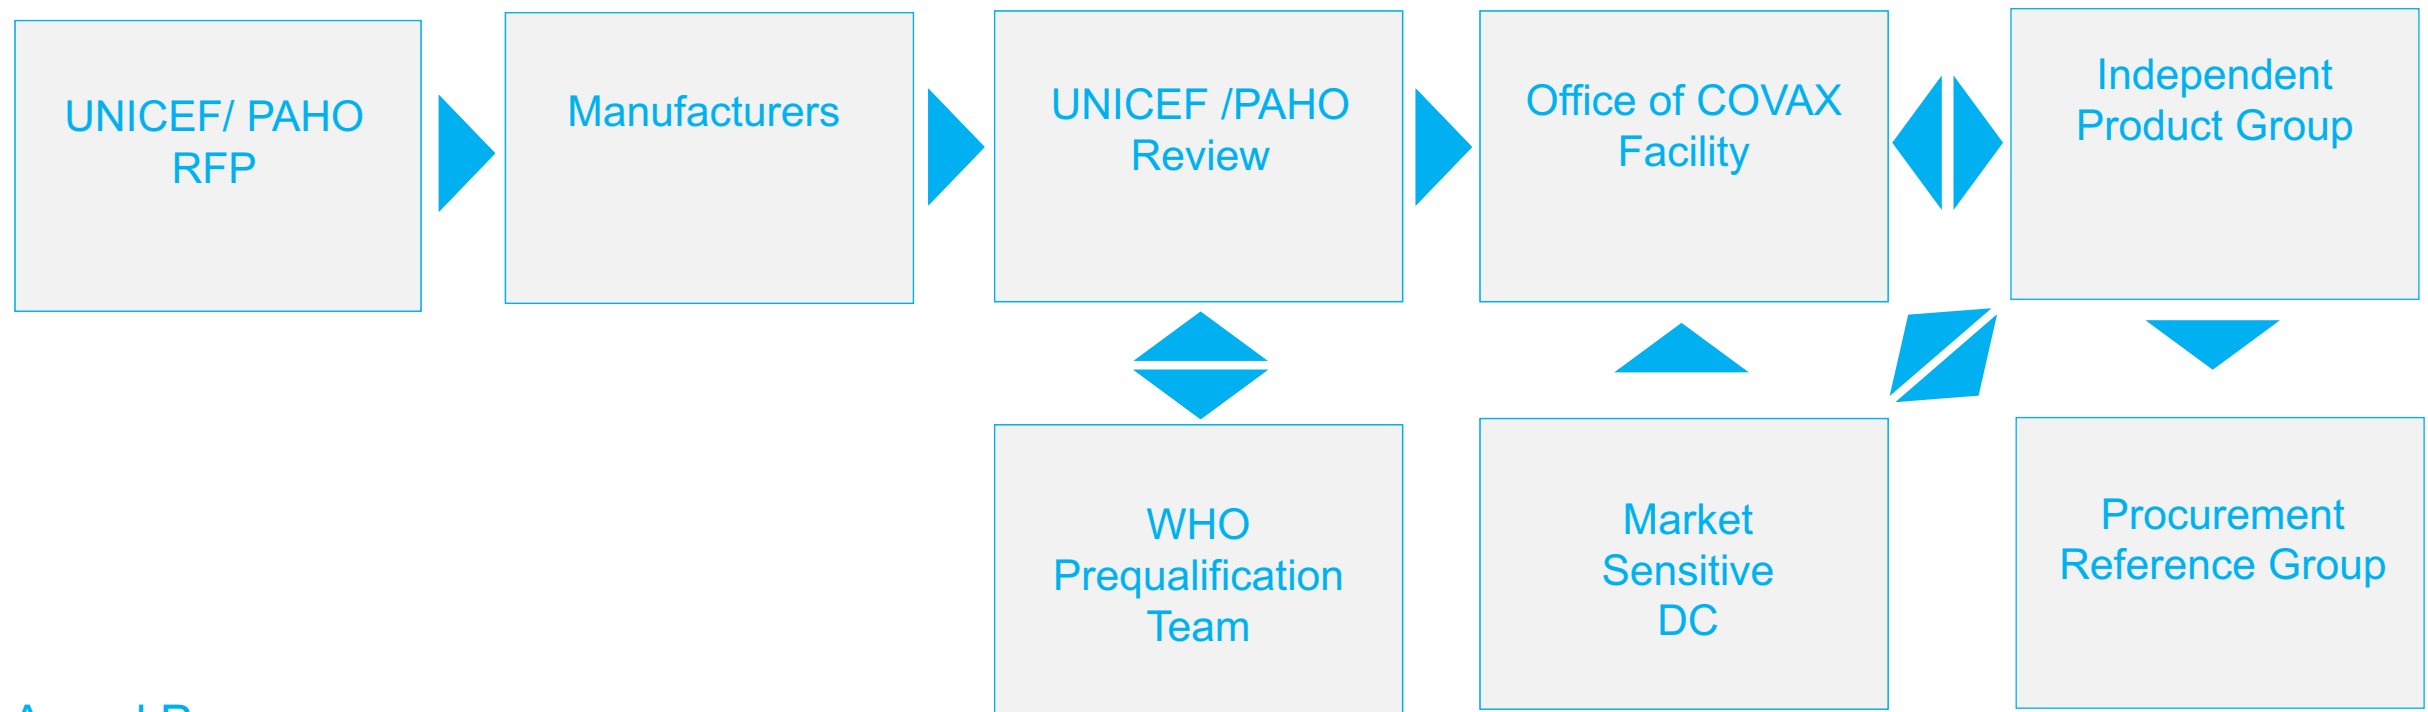 UNICEF/ PAHO
RFP
Manufacturers
UNICEF /PAHO
Review
Office of COVAX
Facility
Independent
Product Group
WHO
Prequalification
Team
Market
Sensitive
DC
Procurement
Reference Group